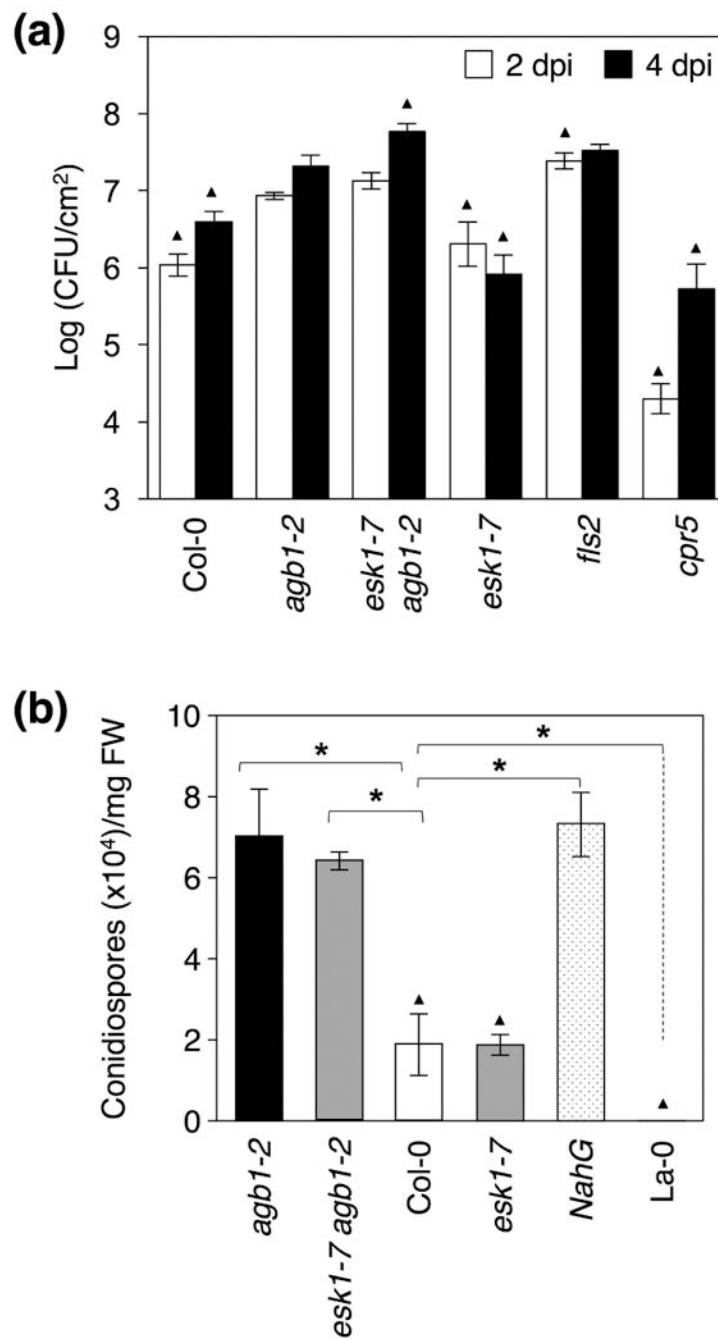 (a)
9
8
7
6
5
4
3
Log (CFU/cm²)
2 dpi 4 dpi
▲ ▲ ▲ ▲ ▲ ▲ ▲ ▲
Col-0
agb1-2
esk1-7
agb1-2
esk1-7
fls2
cpr5
(b)
10
8
6
4
2
0
Conidiospores (x10⁴)/mg FW
* * * *
▲ ▲ ▲
agb1-2
esk1-7 agb1-2
Col-0
esk1-7
NahG
La-0